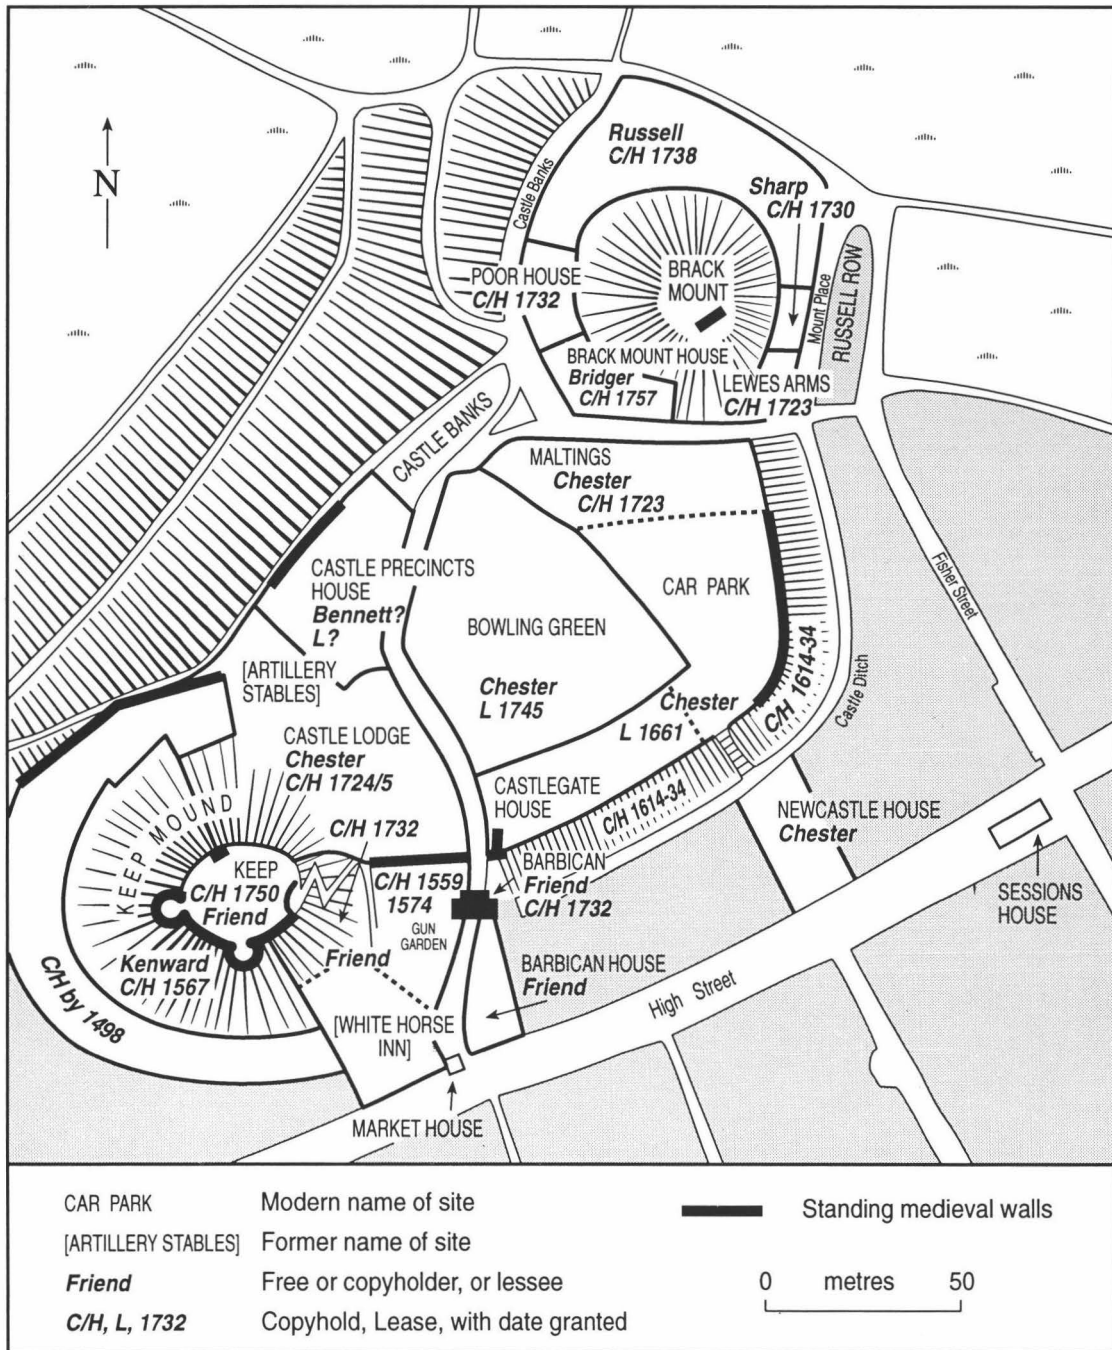 N
Castle Banks
Russell
C/H 1738
Sharp
C/H 1730
POOR HOUSE
C/H 1732
BRACK
MOUNT
Mount Place
RUSSELL ROW
BRACK MOUNT HOUSE
Bridger
C/H 1757
LEWES ARMS
C/H 1723
CASTLE BANKS
MALTINGS
Chester
C/H 1723
CASTLE PRECINCTS
HOUSE
Bennett?
L?
BOWLING GREEN
Chester
L 1745
CAR PARK
Chester
L 1661
C/H 1614-34
Castle Ditch
Fisher Street
[ARTILLERY
STABLES]
CASTLE LODGE
Chester
C/H 1724/5
CASTLEGATE
HOUSE
C/H 1614-34
NEWCASTLE HOUSE
Chester
KEEP MOUND
C/H 1732
KEEP
C/H 1750
Friend
C/H 1559
1574
GUN
GARDEN
BARBICAN
Friend
C/H 1732
SESSIONS
HOUSE
Kenward
C/H 1567
Friend
BARBICAN HOUSE
Friend
C/H by 1498
[WHITE HORSE
INN]
High Street
MARKET HOUSE
CAR PARK Modern name of site
[ARTILLERY STABLES] Former name of site
Friend Free or copyholder, or lessee
C/H, L, 1732 Copyhold, Lease, with date granted
Standing medieval walls
0 metres 50